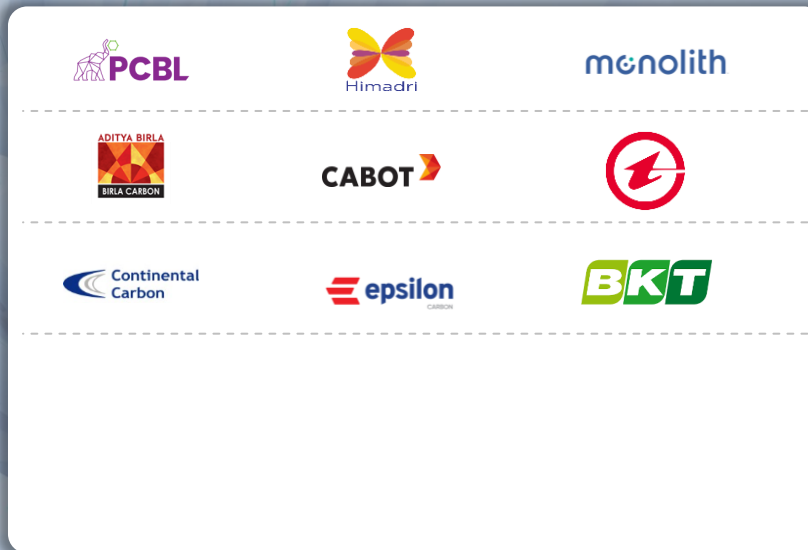 PCBL
Himadri
monolith
ADITYA BIRLA
BIRLA CARBON
CABOT
Continental
Carbon
epsilon
CARBON
BKT